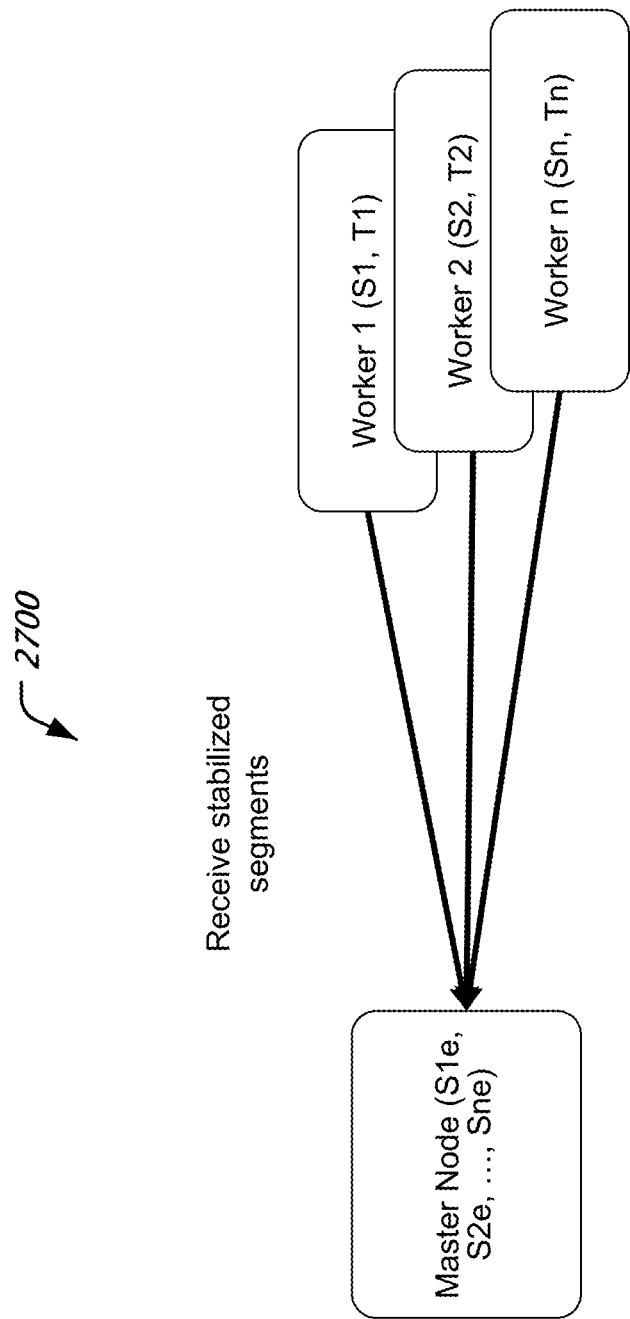 2700
Receive stabilized
segments
Master Node (S1e,
S2e, …, Sne)
Worker 1 (S1, T1)
Worker 2 (S2, T2)
Worker n (Sn, Tn)